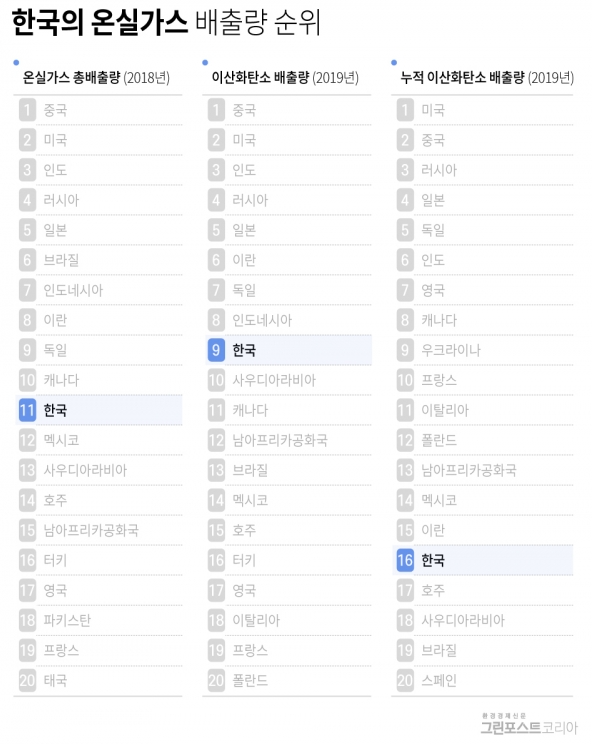 한국의 온실가스 배출량 순위
온실가스 총배출량 (2018년)
1 중국
2 미국
3 인도
4 러시아
5 일본
6 브라질
7 인도네시아
8 이란
9 독일
10 캐나다
11 한국
12 멕시코
13 사우디아라비아
14 호주
15 남아프리카공화국
16 터키
17 영국
18 파키스탄
19 프랑스
20 태국
이산화탄소 배출량 (2019년)
1 중국
2 미국
3 인도
4 러시아
5 일본
6 이란
7 독일
8 인도네시아
9 한국
10 사우디아라비아
11 캐나다
12 남아프리카공화국
13 브라질
14 멕시코
15 호주
16 터키
17 영국
18 이탈리아
19 프랑스
20 폴란드
누적 이산화탄소 배출량 (2019년)
1 미국
2 중국
3 러시아
4 일본
5 독일
6 인도
7 영국
8 캐나다
9 우크라이나
10 프랑스
11 이탈리아
12 폴란드
13 남아프리카공화국
14 멕시코
15 이란
16 한국
17 호주
18 사우디아라비아
19 브라질
20 스페인
환경경제신문
그린포스트코리아